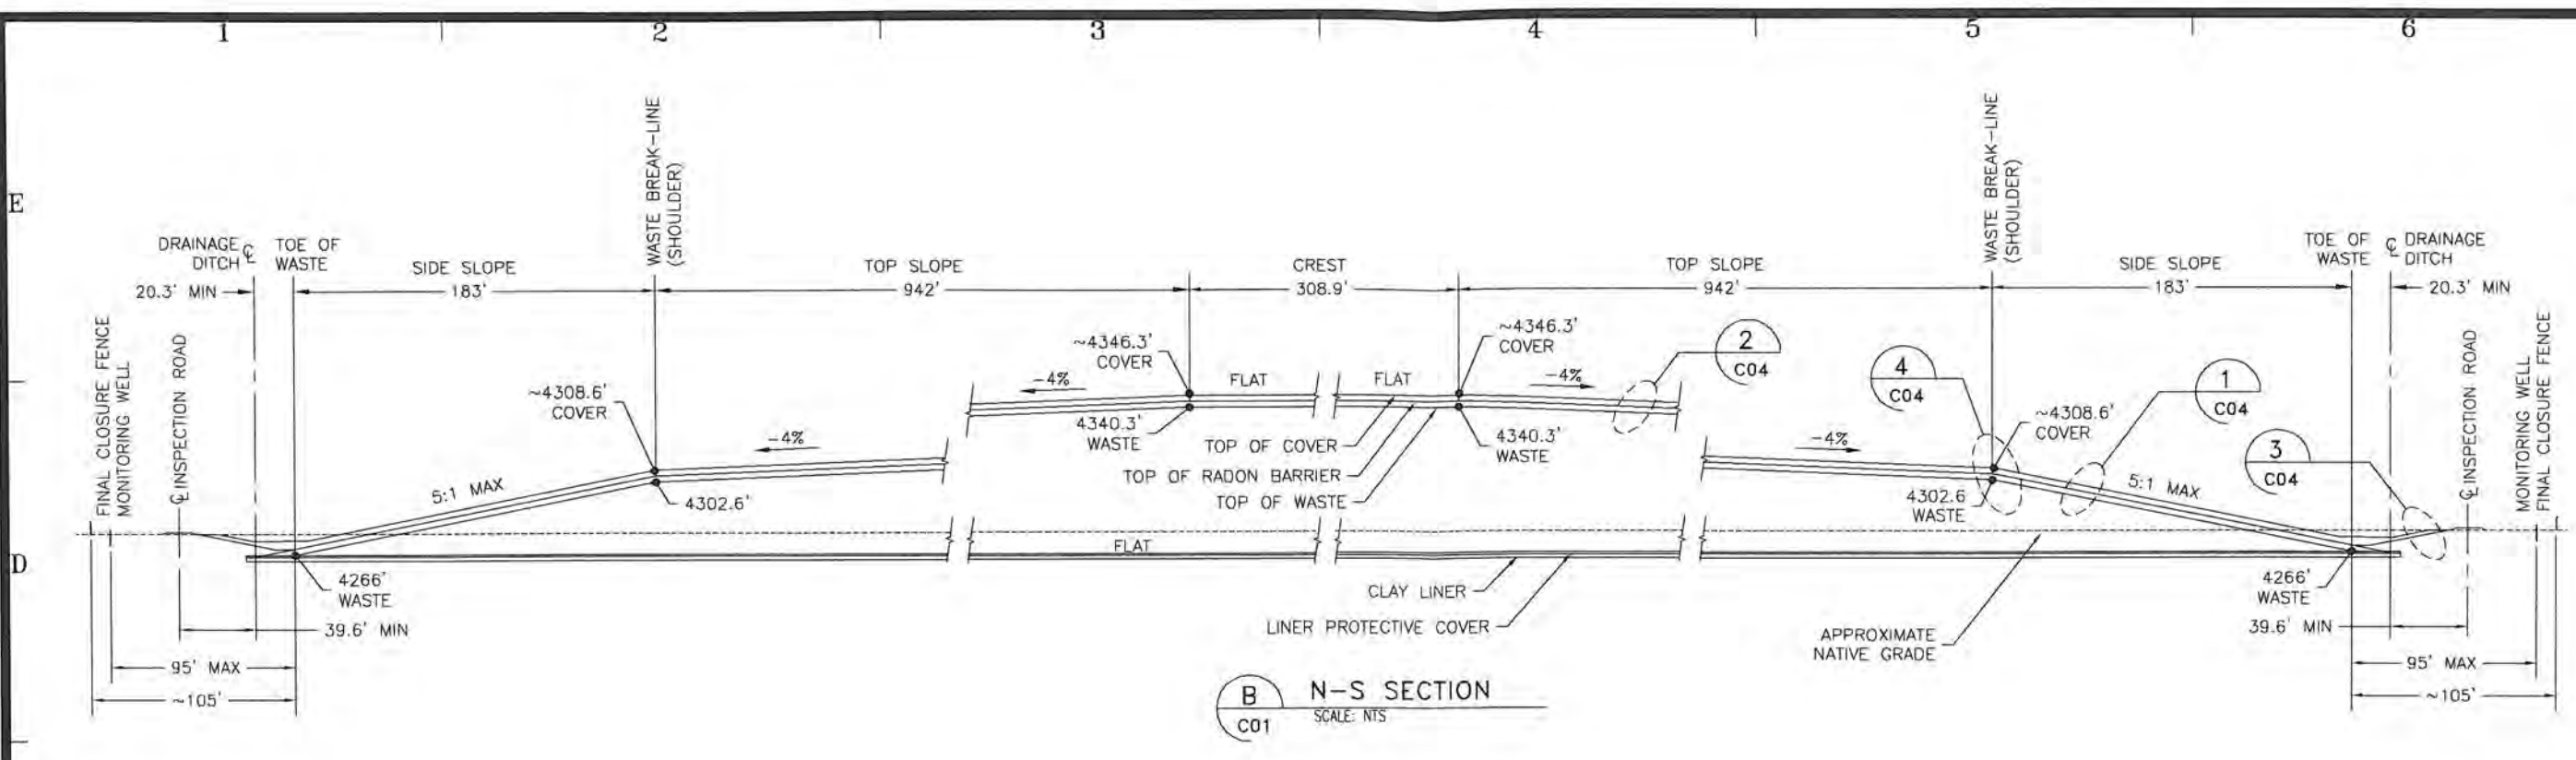 1 2 3 4 5 6
E
D
DRAINAGE ℄
DITCH
TOE OF
WASTE
SIDE SLOPE
183'
WASTE BREAK-LINE
(SHOULDER)
TOP SLOPE
942'
CREST
308.9'
TOP SLOPE
942'
WASTE BREAK-LINE
(SHOULDER)
SIDE SLOPE
183'
TOE OF
WASTE
℄ DRAINAGE
DITCH
20.3' MIN
20.3' MIN
FINAL CLOSURE FENCE
MONITORING WELL
℄ INSPECTION ROAD
~4308.6'
COVER
~4346.3'
COVER
~4346.3'
COVER
2
C04
4
C04
1
C04
3
C04
~4308.6'
COVER
℄ INSPECTION ROAD
MONITORING WELL
FINAL CLOSURE FENCE
-4%
FLAT
FLAT
-4%
-4%
-4%
4340.3'
WASTE
TOP OF COVER
TOP OF RADON BARRIER
TOP OF WASTE
4340.3'
WASTE
5:1 MAX
4302.6'
4302.6
WASTE
5:1 MAX
FLAT
4266'
WASTE
CLAY LINER
LINER PROTECTIVE COVER
APPROXIMATE
NATIVE GRADE
4266'
WASTE
39.6' MIN
39.6' MIN
95' MAX
95' MAX
~105'
~105'
B
C01
N-S SECTION
SCALE: NTS